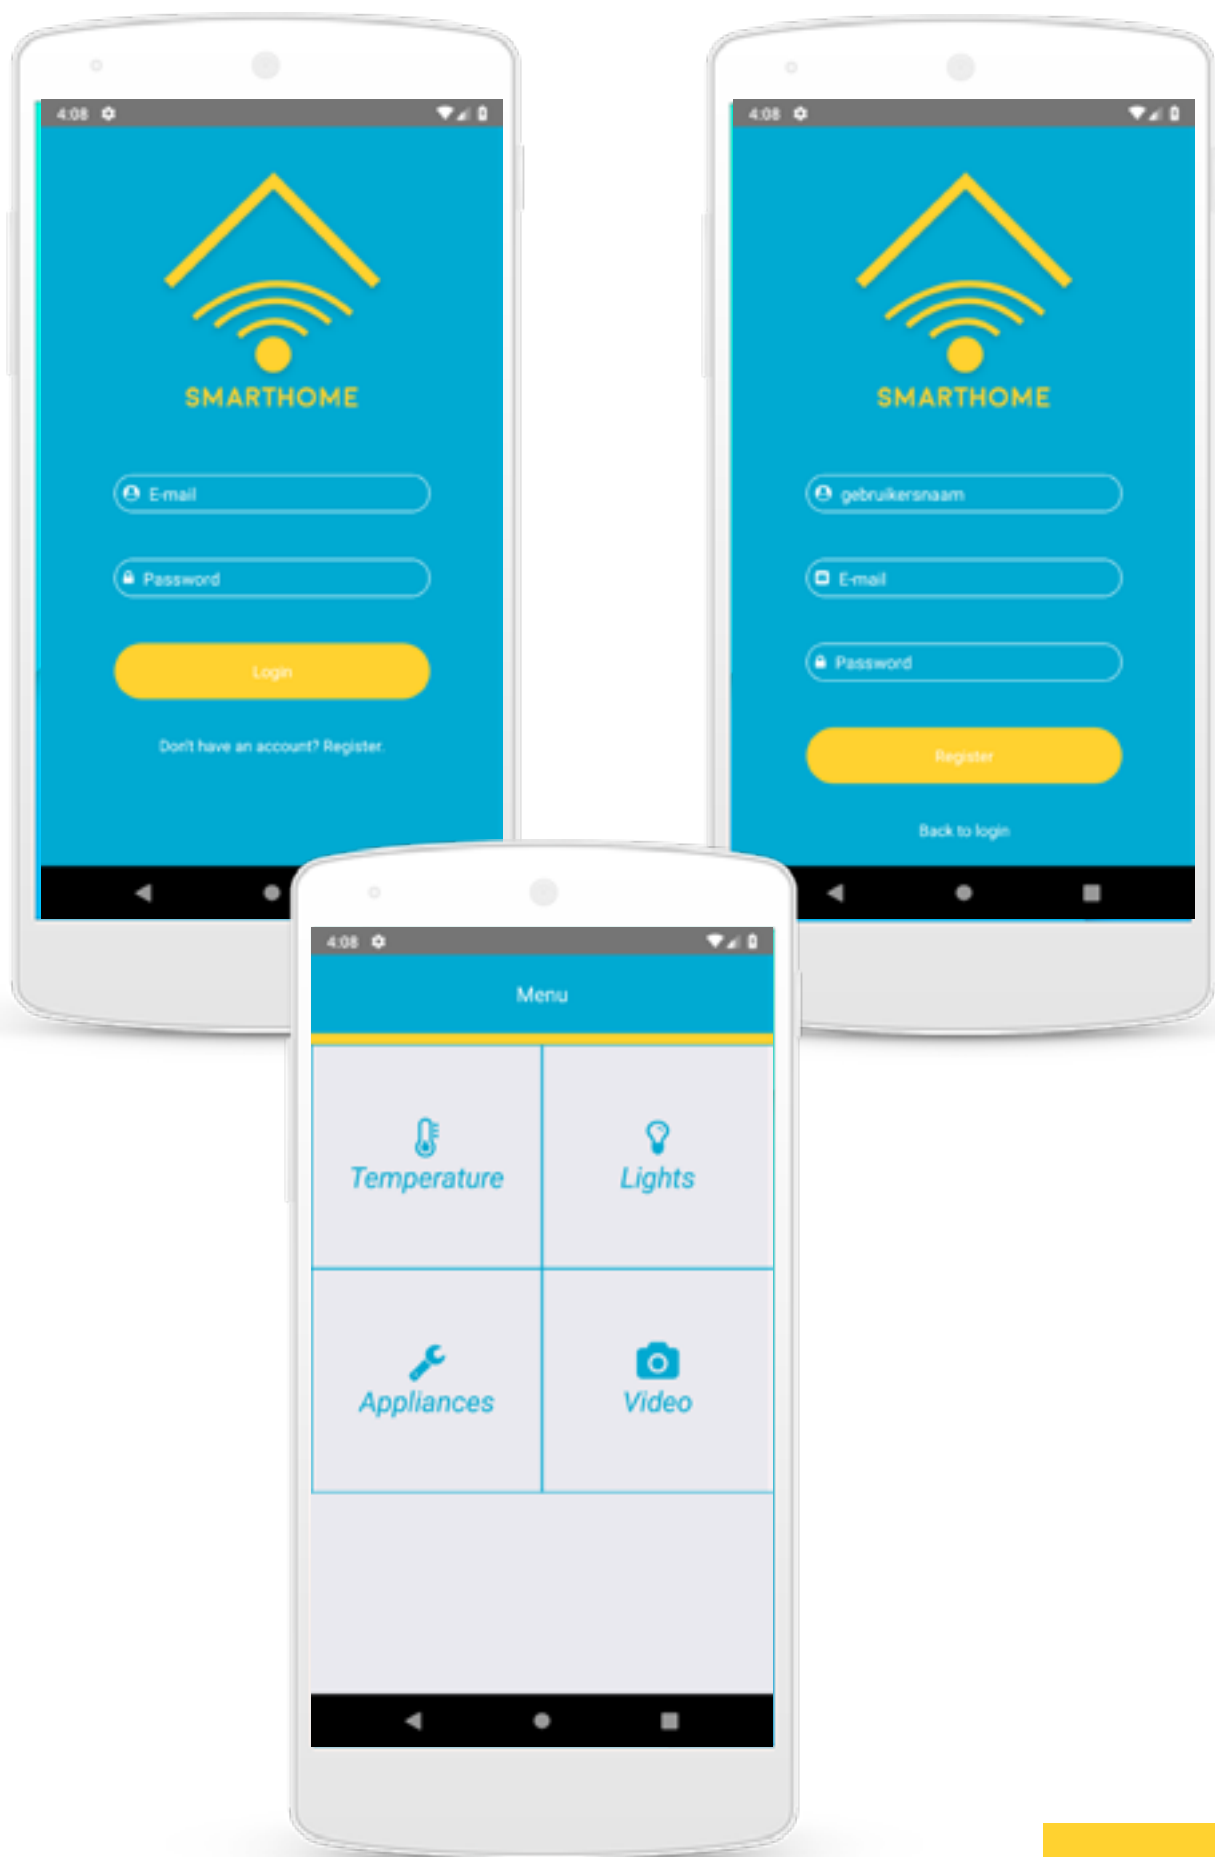 4:08
SMARTHOME
E-mail
Password
Login
Don't have an account? Register.
4:08
SMARTHOME
gebruikersnaam
E-mail
Password
Register
Back to login
4:08
Menu
Temperature
Lights
Appliances
Video